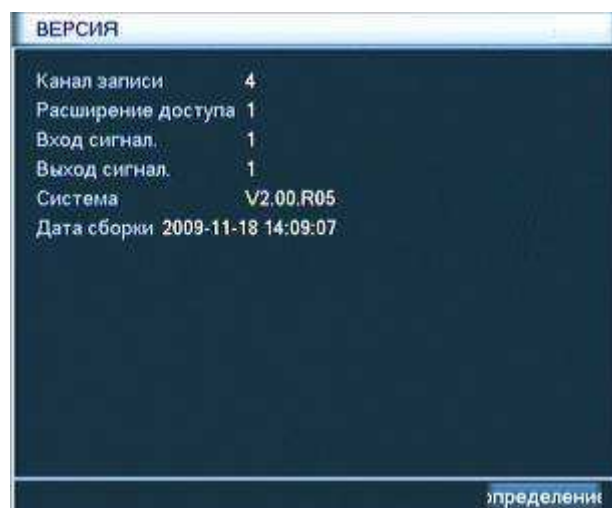 ВЕРСИЯ
Канал записи 4
Расширение доступа 1
Вход сигнал. 1
Выход сигнал. 1
Система V2.00.R05
Дата сборки 2009-11-18 14:09:07
определение